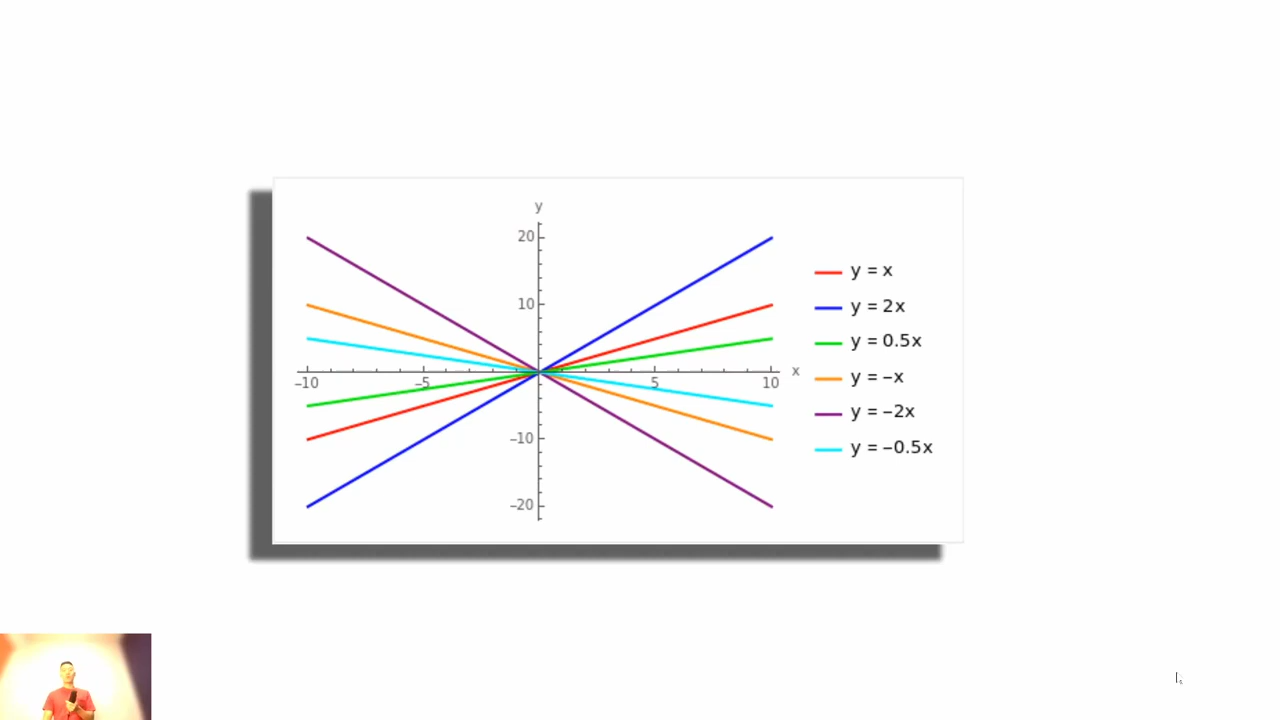 y
20
10
-10
-5
5
10
x
-10
-20
y = x
y = 2x
y = 0.5x
y = –x
y = –2x
y = –0.5x